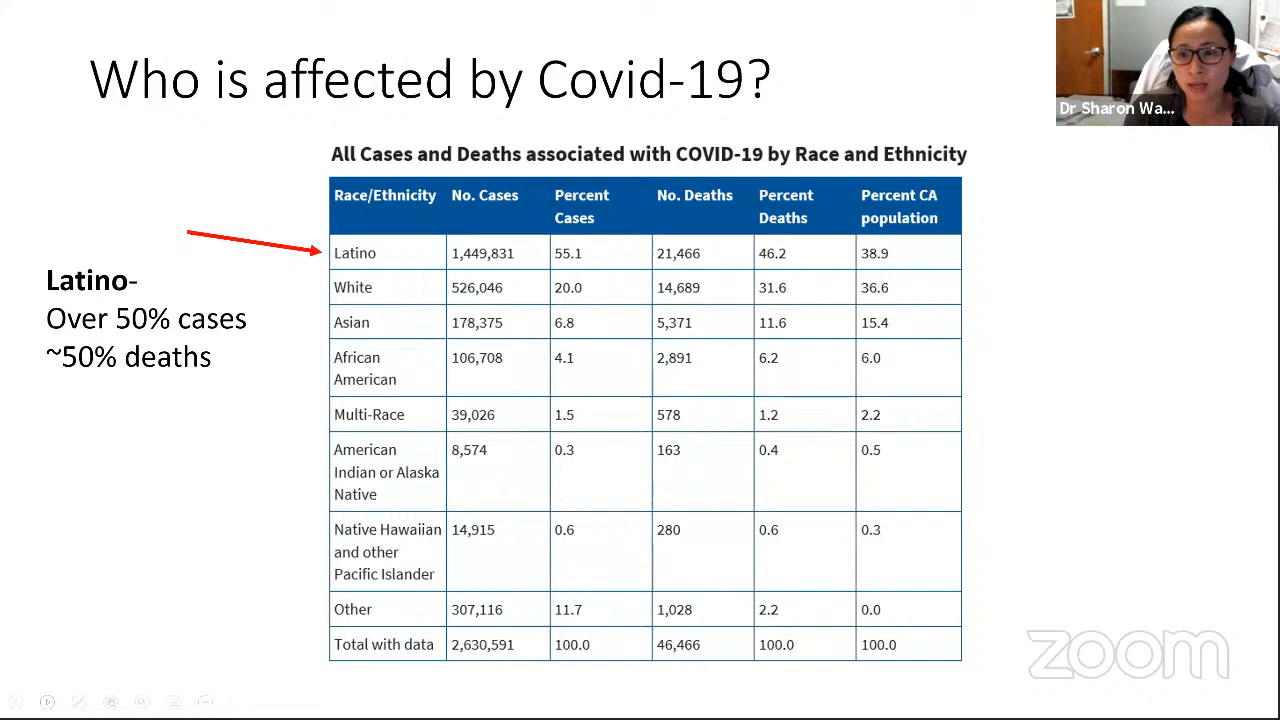 Who is affected by Covid-19?
Dr Sharon Wa...
All Cases and Deaths associated with COVID-19 by Race and Ethnicity
Race/Ethnicity No. Cases Percent Cases No. Deaths Percent Deaths Percent CA population
Latino 1,449,831 55.1 21,466 46.2 38.9
White 526,046 20.0 14,689 31.6 36.6
Asian 178,375 6.8 5,371 11.6 15.4
African American 106,708 4.1 2,891 6.2 6.0
Multi-Race 39,026 1.5 578 1.2 2.2
American Indian or Alaska Native 8,574 0.3 163 0.4 0.5
Native Hawaiian and other Pacific Islander 14,915 0.6 280 0.6 0.3
Other 307,116 11.7 1,028 2.2 0.0
Total with data 2,630,591 100.0 46,466 100.0 100.0
Latino-
Over 50% cases
~50% deaths
zoom